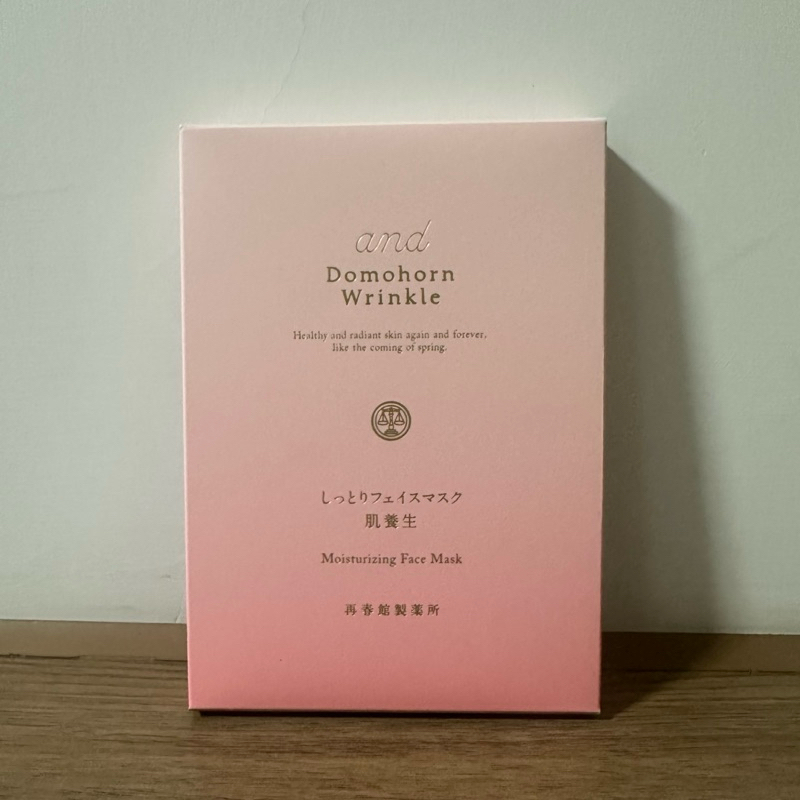 and
Domohorn
Wrinkle
Healthy and radiant skin again and forever,
like the coming of spring.
しっとりフェイスマスク
肌養生
Moisturizing Face Mask
再春館製薬所